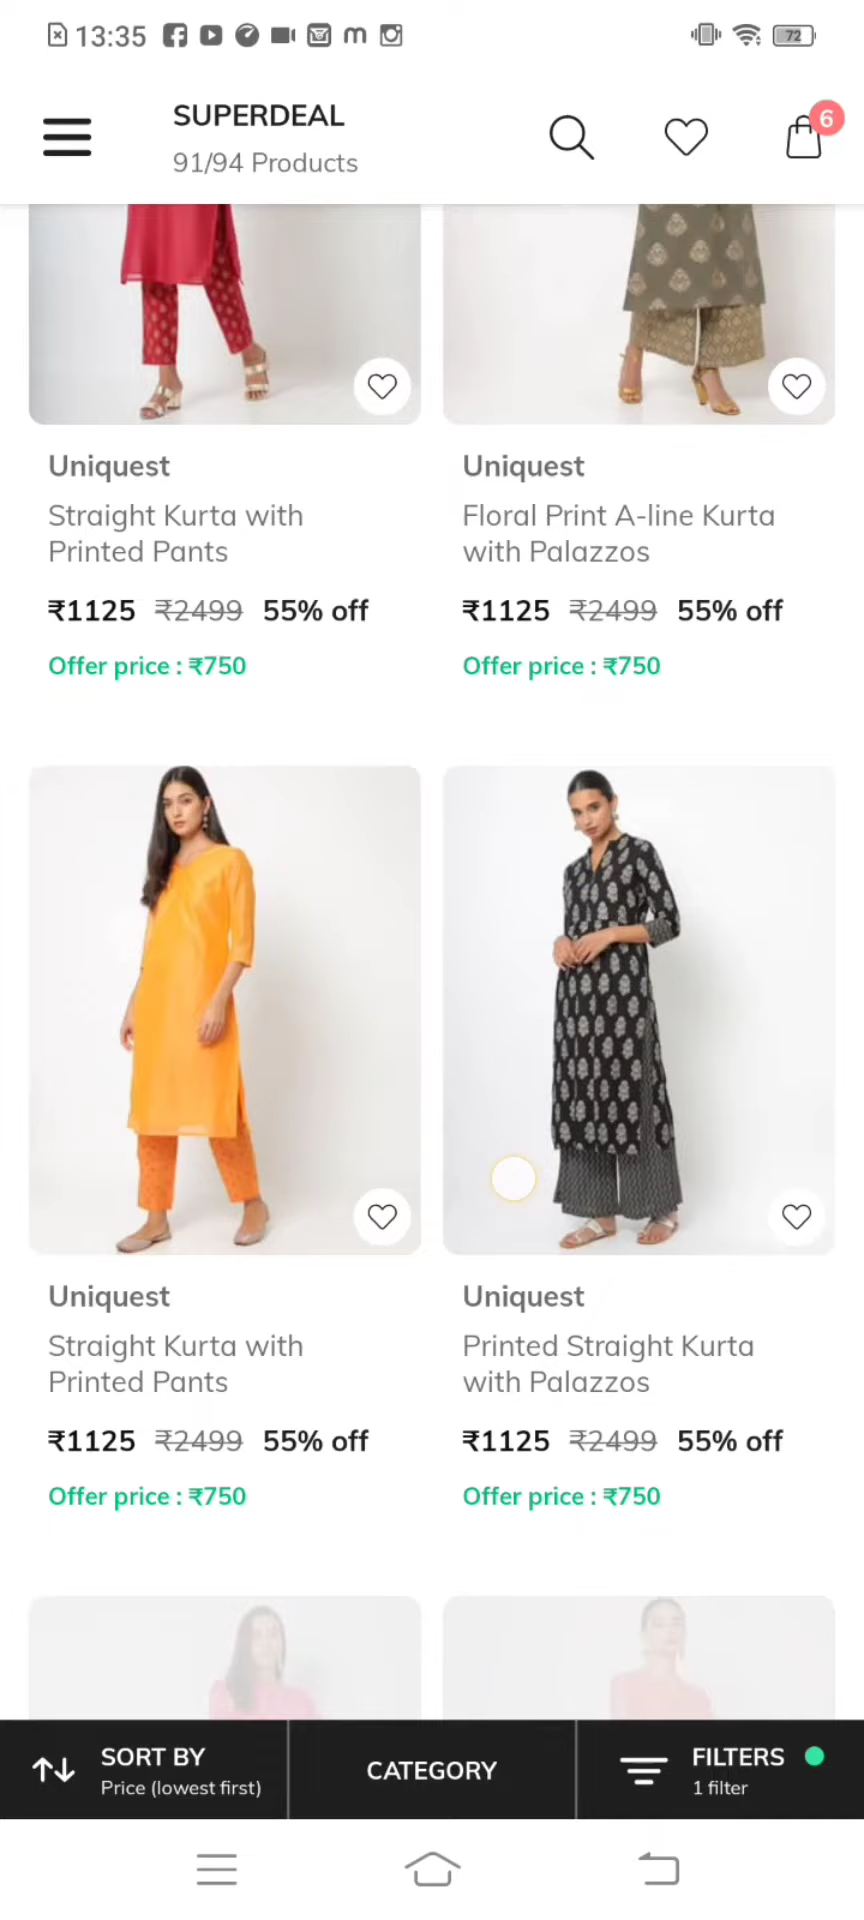 13:35
72
SUPERDEAL
91/94 Products
6
Uniquest
Straight Kurta with
Printed Pants
₹1125 ₹2499 55% off
Offer price : ₹750
Uniquest
Floral Print A-line Kurta
with Palazzos
₹1125 ₹2499 55% off
Offer price : ₹750
Uniquest
Straight Kurta with
Printed Pants
₹1125 ₹2499 55% off
Offer price : ₹750
Uniquest
Printed Straight Kurta
with Palazzos
₹1125 ₹2499 55% off
Offer price : ₹750
SORT BY
Price (lowest first)
CATEGORY
FILTERS
1 filter